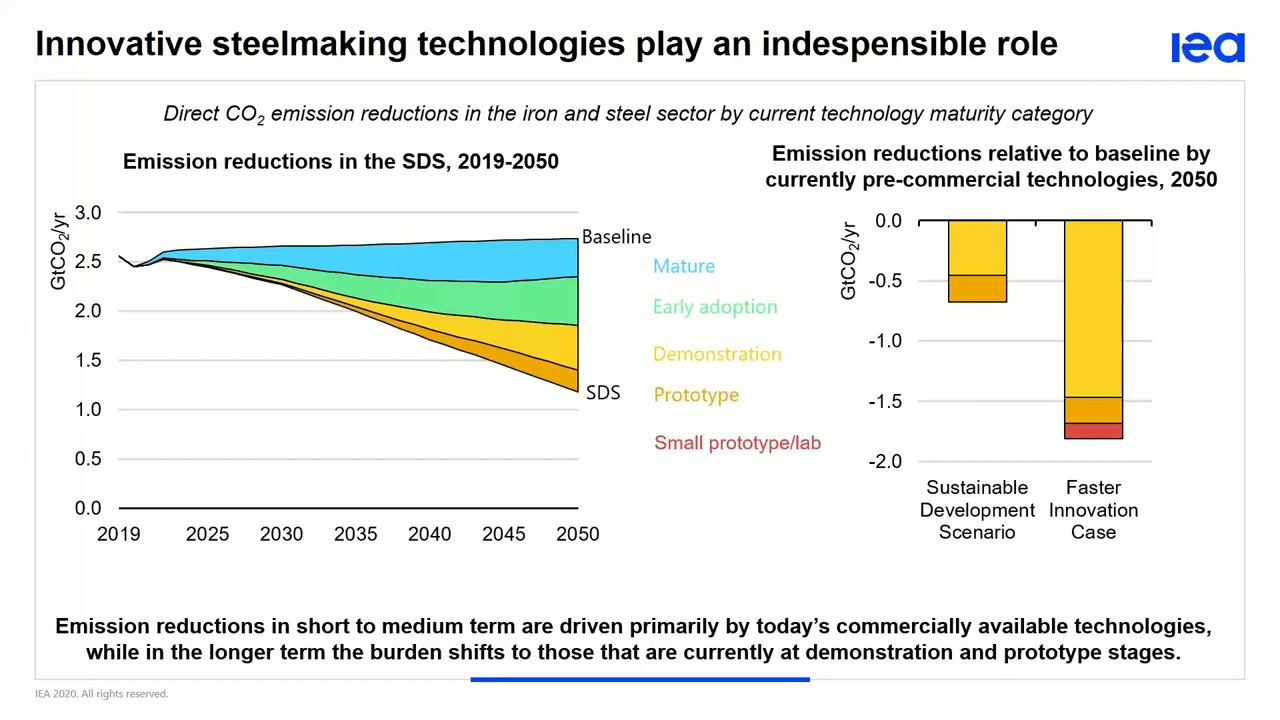 Innovative steelmaking technologies play an indespensible role
iea
Direct CO₂ emission reductions in the iron and steel sector by current technology maturity category
Emission reductions in the SDS, 2019-2050
GtCO₂/yr
3.0
2.5
2.0
1.5
1.0
0.5
0.0
2019
2025
2030
2035
2040
2045
2050
Baseline
SDS
Mature
Early adoption
Demonstration
Prototype
Small prototype/lab
Emission reductions relative to baseline by
currently pre-commercial technologies, 2050
GtCO₂/yr
0.0
-0.5
-1.0
-1.5
-2.0
Sustainable
Development
Scenario
Faster
Innovation
Case
Emission reductions in short to medium term are driven primarily by today’s commercially available technologies,
while in the longer term the burden shifts to those that are currently at demonstration and prototype stages.
IEA 2020. All rights reserved.